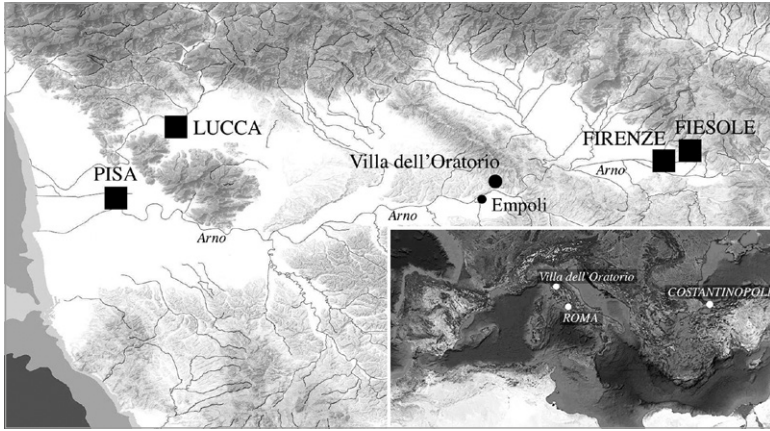 LUCCA
FIRENZE
FIESOLE
Villa dell'Oratorio
PISA
Arno
Empoli
Arno
Arno
Villa dell'Oratorio
COSTANTINOPOLI
ROMA